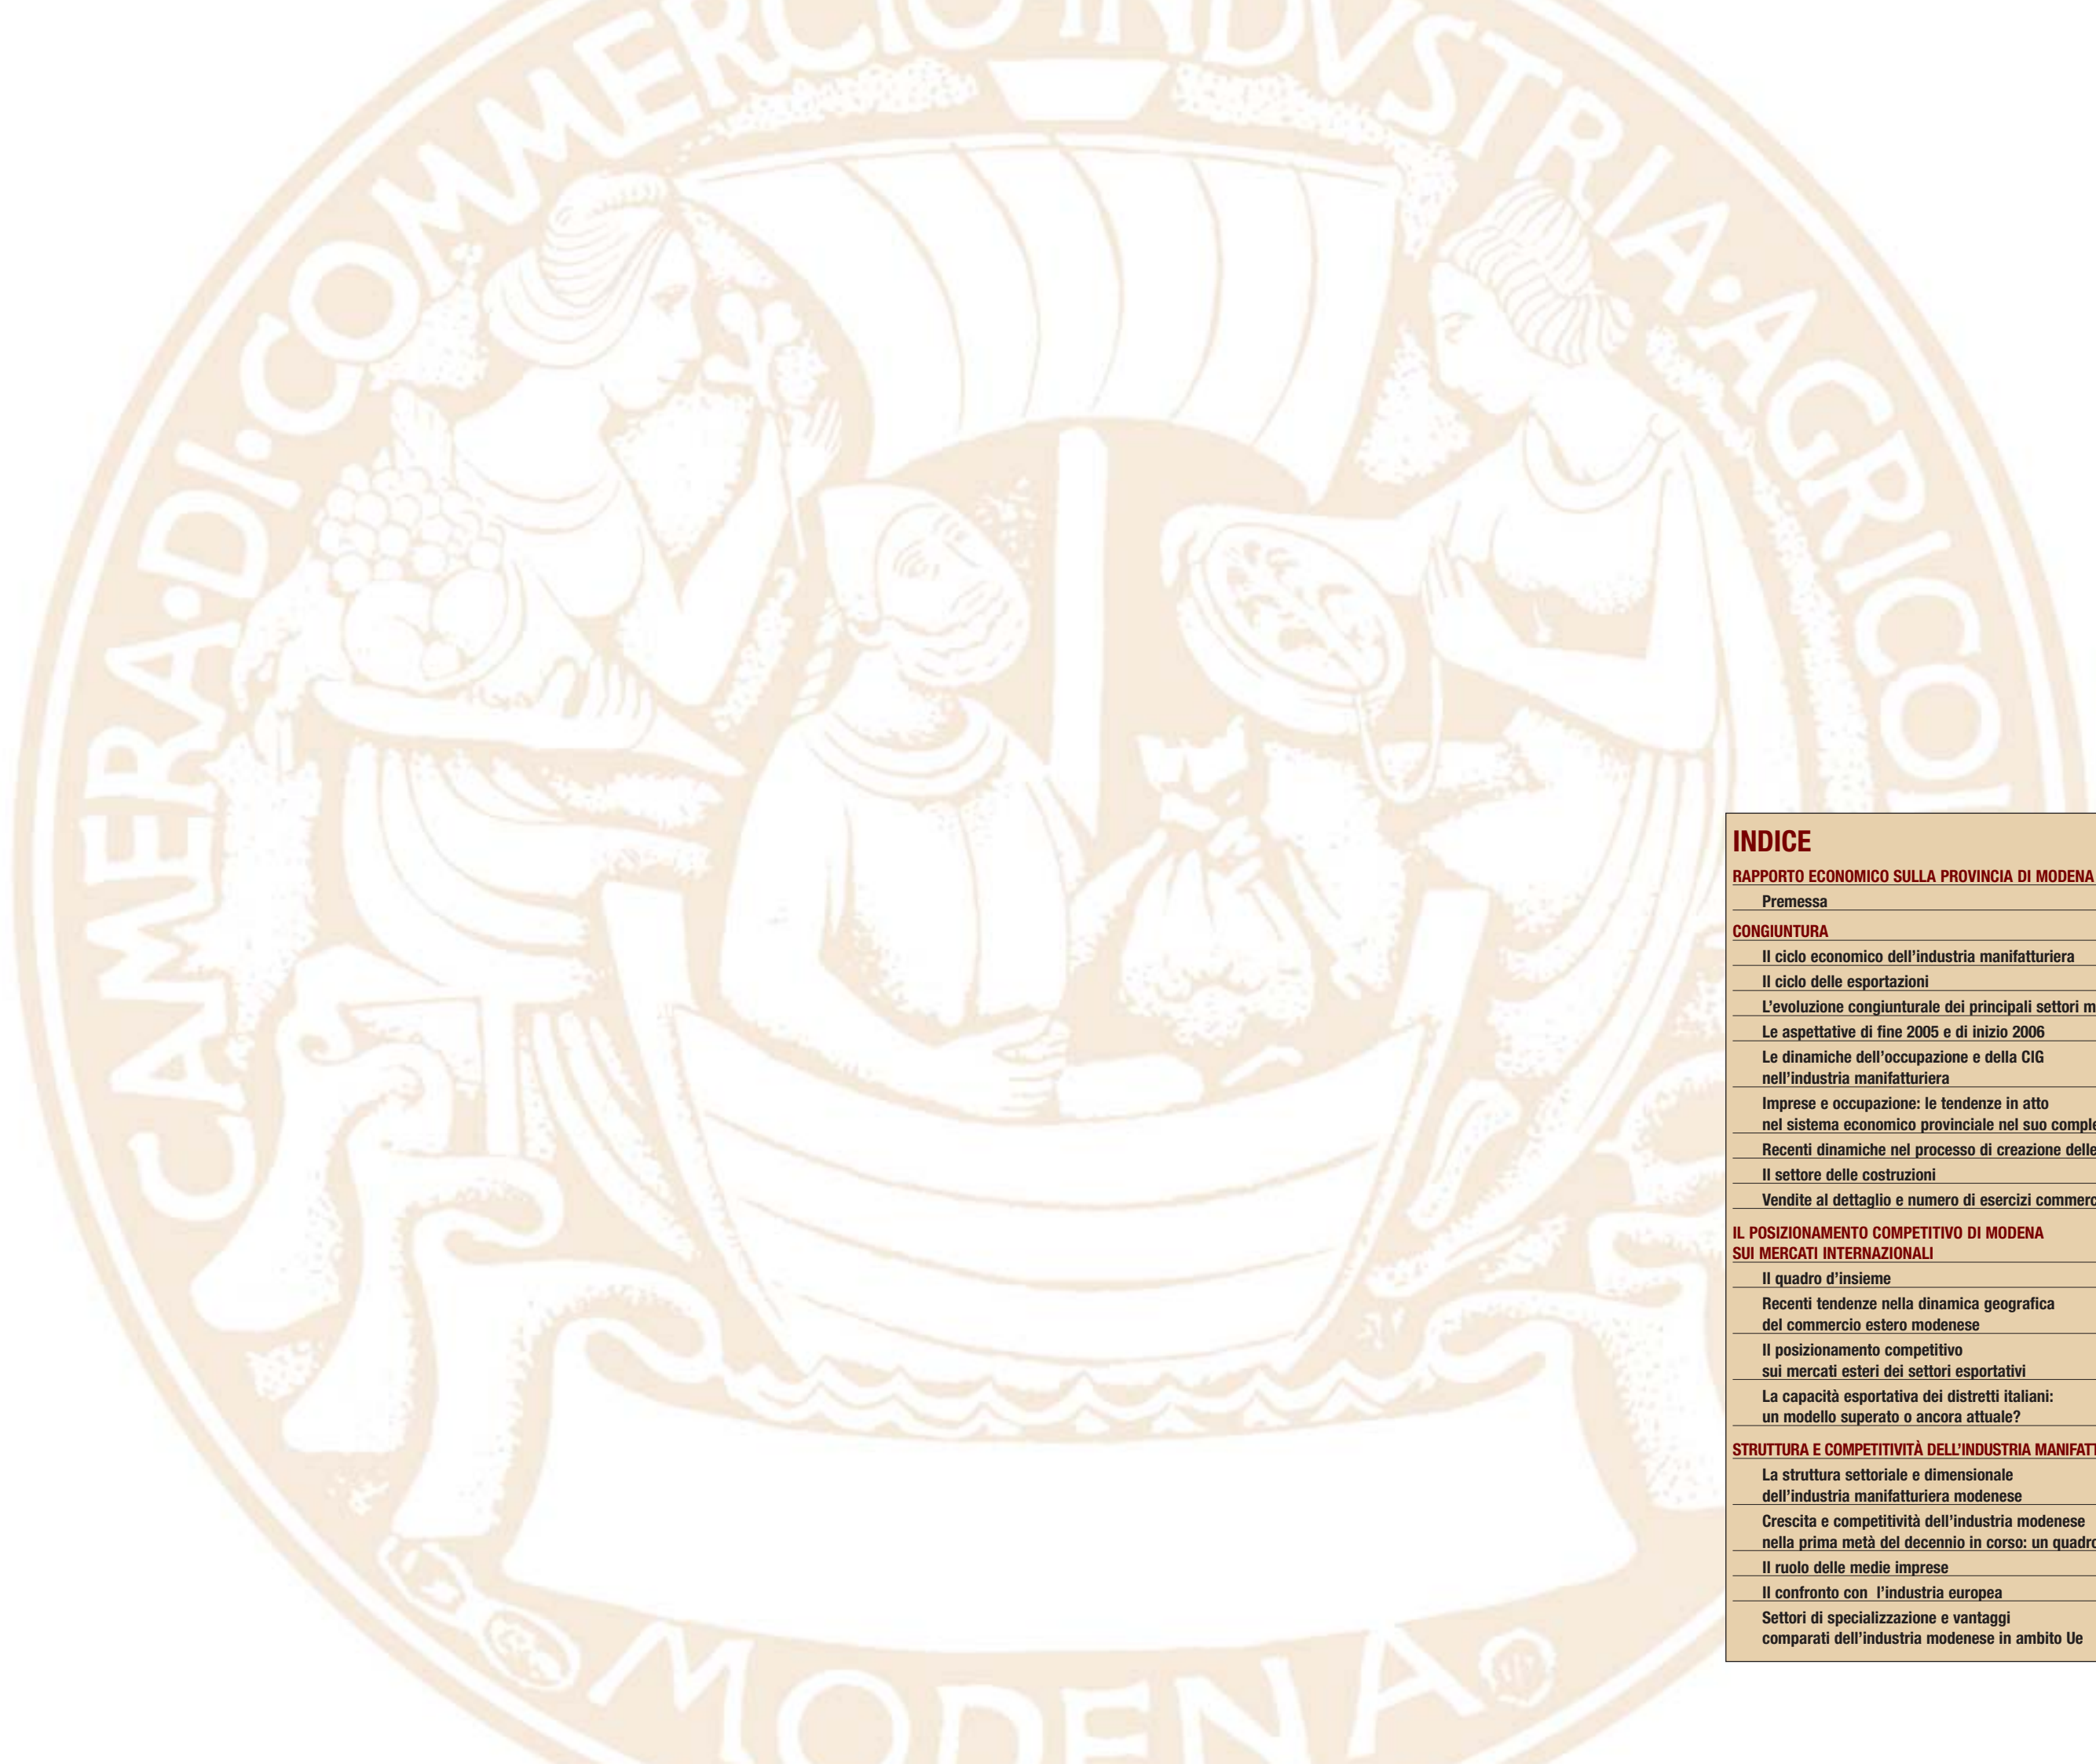 CAMERA·DI·COMMERCIO INDVSTRIA·AGRICOL
MODENA
INDICE
RAPPORTO ECONOMICO SULLA PROVINCIA DI MODENA
Premessa
CONGIUNTURA
Il ciclo economico dell'industria manifatturiera
Il ciclo delle esportazioni
L'evoluzione congiunturale dei principali settori m
Le aspettative di fine 2005 e di inizio 2006
Le dinamiche dell'occupazione e della CIG
nell'industria manifatturiera
Imprese e occupazione: le tendenze in atto
nel sistema economico provinciale nel suo comple
Recenti dinamiche nel processo di creazione delle
Il settore delle costruzioni
Vendite al dettaglio e numero di esercizi commerc
IL POSIZIONAMENTO COMPETITIVO DI MODENA
SUI MERCATI INTERNAZIONALI
Il quadro d'insieme
Recenti tendenze nella dinamica geografica
del commercio estero modenese
Il posizionamento competitivo
sui mercati esteri dei settori esportativi
La capacità esportativa dei distretti italiani:
un modello superato o ancora attuale?
STRUTTURA E COMPETITIVITÀ DELL'INDUSTRIA MANIFATT
La struttura settoriale e dimensionale
dell'industria manifatturiera modenese
Crescita e competitività dell'industria modenese
nella prima metà del decennio in corso: un quadro
Il ruolo delle medie imprese
Il confronto con l'industria europea
Settori di specializzazione e vantaggi
comparati dell'industria modenese in ambito Ue